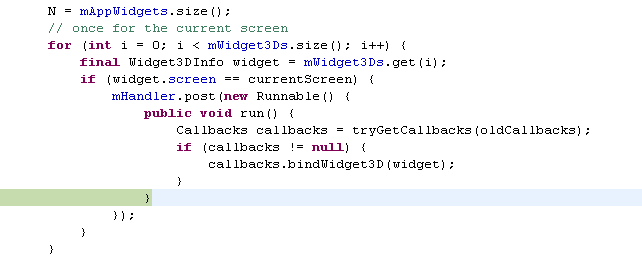 N = mAppWidgets.size();
// once for the current screen
for (int i = 0; i < mWidget3Ds.size(); i++) {
    final Widget3DInfo widget = mWidget3Ds.get(i);
    if (widget.screen == currentScreen) {
        mHandler.post(new Runnable() {
            public void run() {
                Callbacks callbacks = tryGetCallbacks(oldCallbacks);
                if (callbacks != null) {
                    callbacks.bindWidget3D(widget);
                }
            }
        });
    }
}